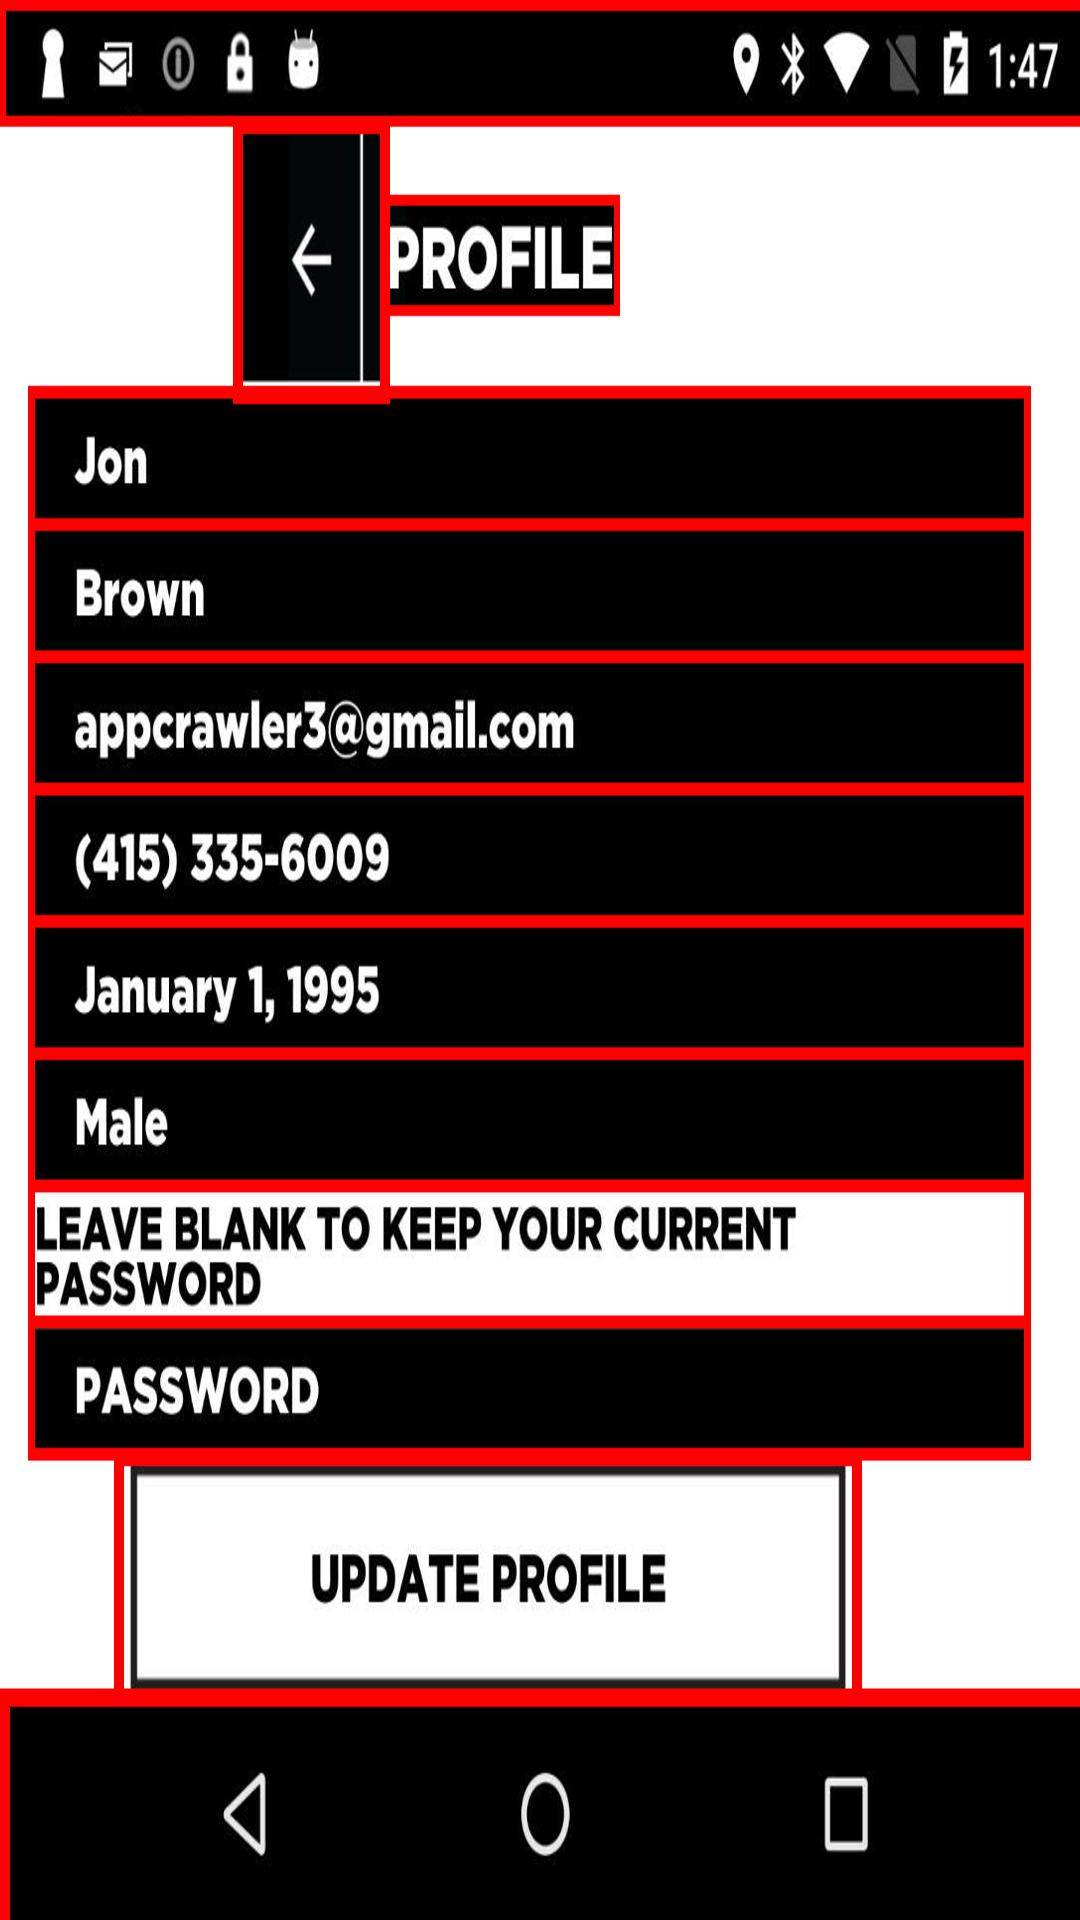 1:47
PROFILE
Jon
Brown
appcrawler3@gmail.com
(415) 335-6009
January 1, 1995
Male
LEAVE BLANK TO KEEP YOUR CURRENT
PASSWORD
PASSWORD
UPDATE PROFILE